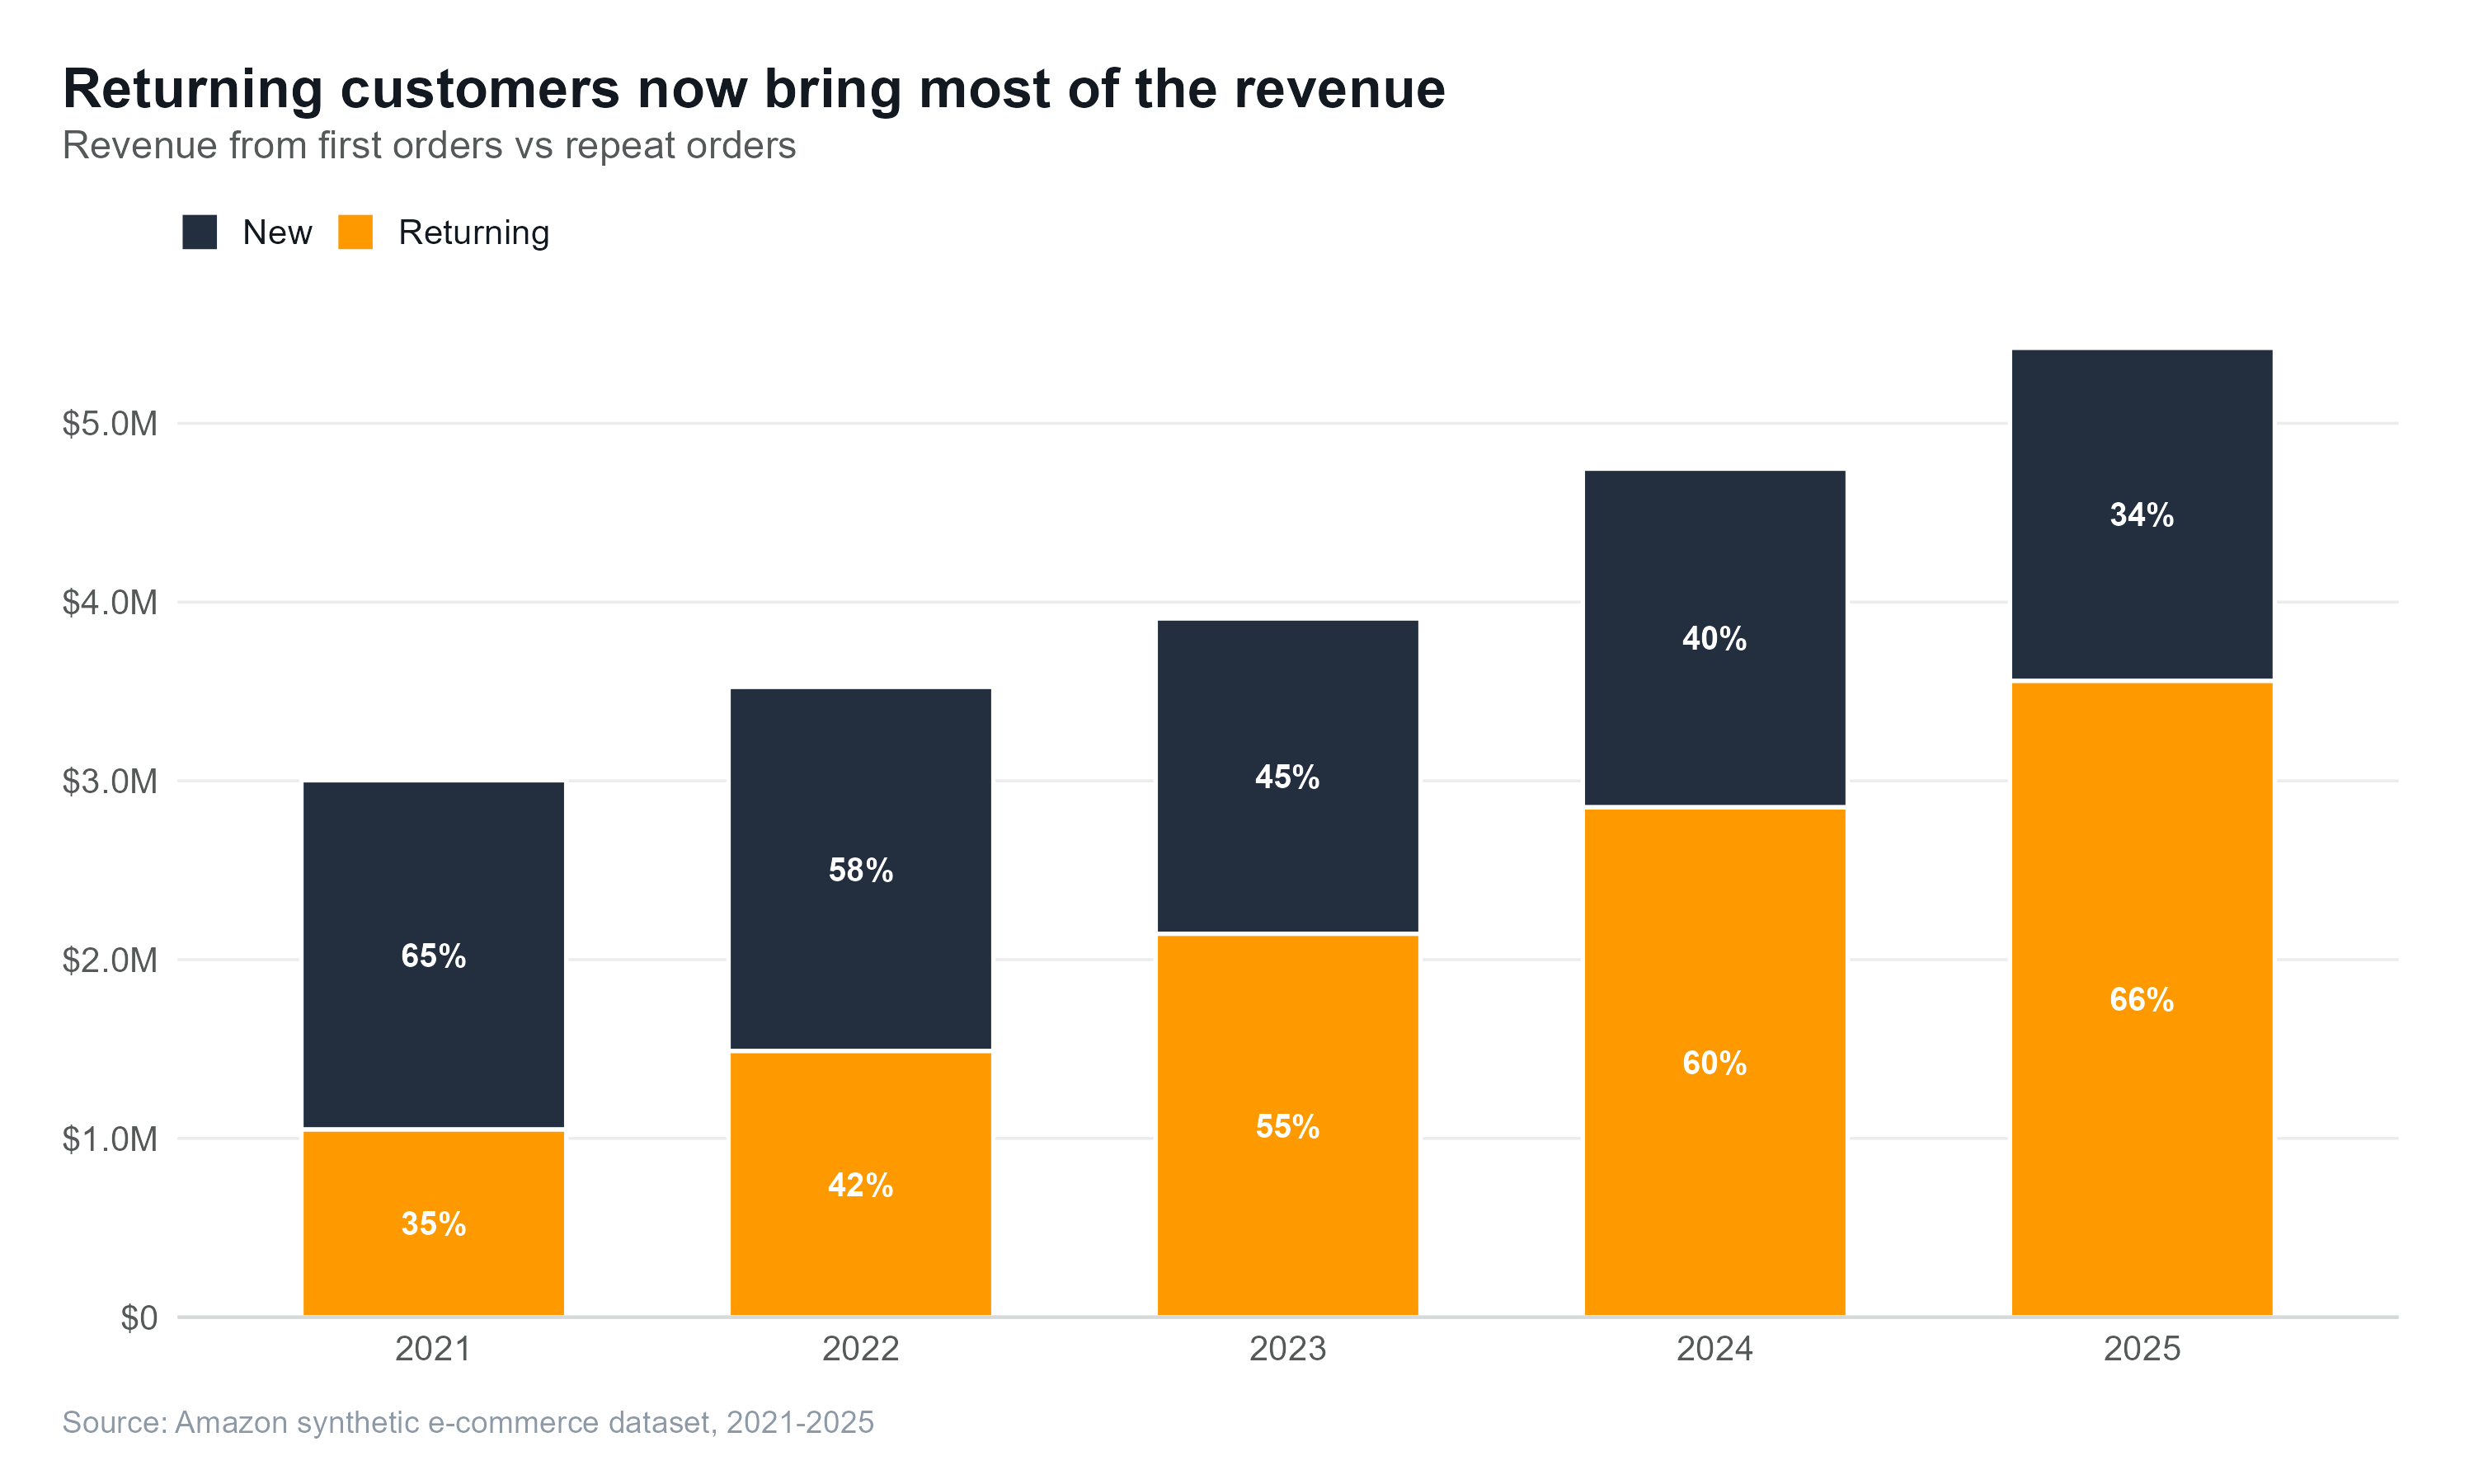 Returning customers now bring most of the revenue
Revenue from first orders vs repeat orders
New Returning
$5.0M
$4.0M
$3.0M
$2.0M
$1.0M
$0
34%
40%
45%
58%
65%
66%
60%
55%
42%
35%
2021 2022 2023 2024 2025
Source: Amazon synthetic e-commerce dataset, 2021-2025